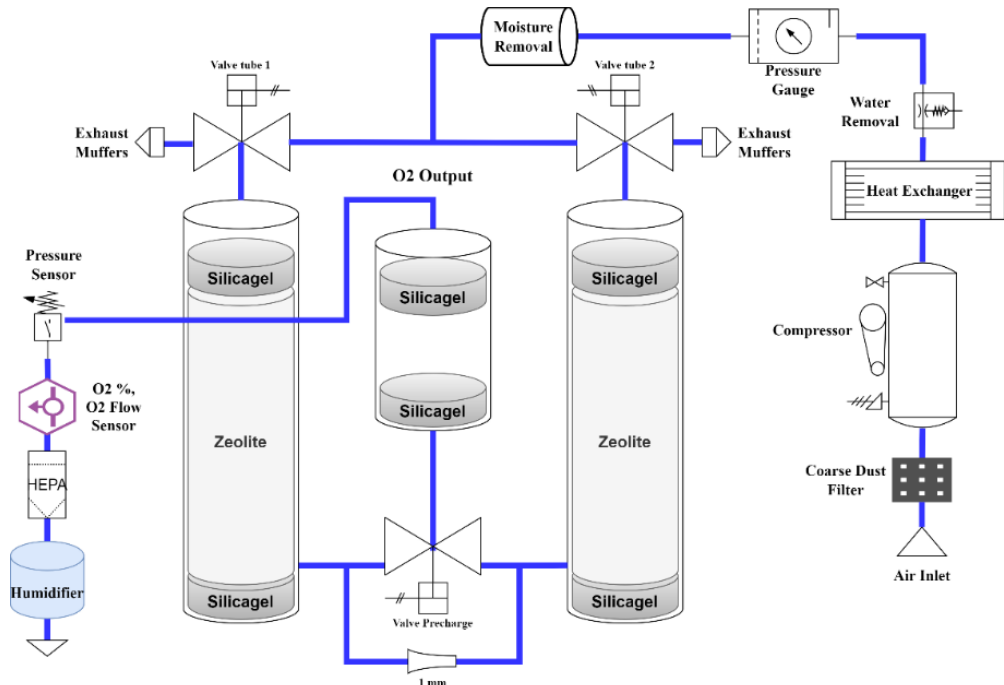 Moisture
Removal
Pressure
Gauge
Valve tube 1
Valve tube 2
Water
Removal
Exhaust
Muffers
Exhaust
Muffers
O2 Output
Heat Exchanger
Pressure
Sensor
Silicagel
Silicagel
Silicagel
Compressor
O2 %,
O2 Flow
Sensor
Silicagel
Zeolite
Zeolite
Coarse Dust
Filter
HEPA
Air Inlet
Humidifier
Silicagel
Silicagel
Valve Precharge
1 mm